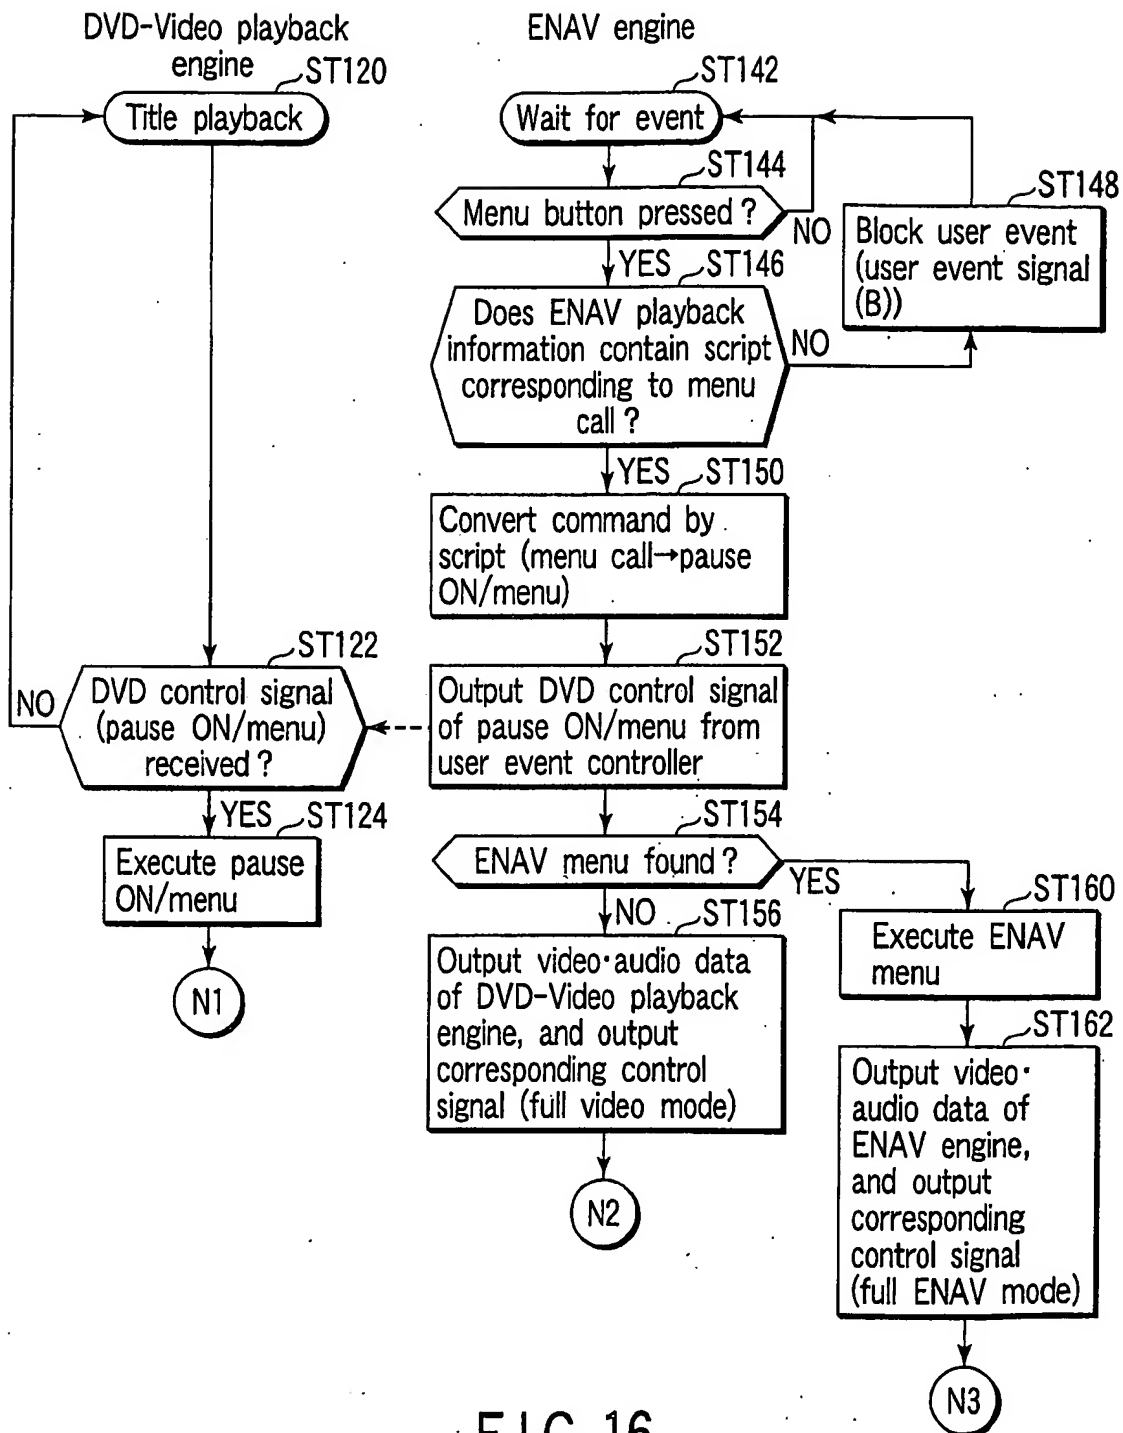 DVD-Video playback
engine
ST120
Title playback
ST122
DVD control signal
(pause ON/menu)
received?
NO
YES
ST124
Execute pause
ON/menu
N1
ENAV engine
ST142
Wait for event
ST144
Menu button pressed?
NO
YES
ST146
Does ENAV playback
information contain script
corresponding to menu
call?
NO
ST148
Block user event
(user event signal
(B))
YES
ST150
Convert command by
script (menu call→pause
ON/menu)
ST152
Output DVD control signal
of pause ON/menu from
user event controller
ST154
ENAV menu found?
YES
NO
ST156
Output video·audio data
of DVD-Video playback
engine, and output
corresponding control
signal (full video mode)
N2
ST160
Execute ENAV
menu
ST162
Output video·
audio data of
ENAV engine,
and output
corresponding
control signal
(full ENAV mode)
N3
FIG. 16